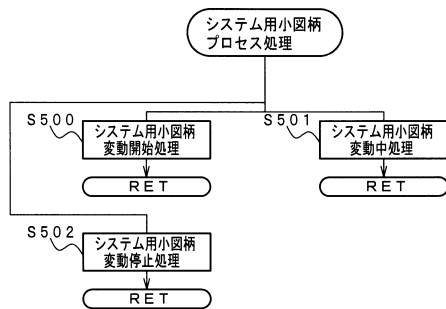 システム用小図柄
プロセス処理
S500
システム用小図柄
変動開始処理
RET
S501
システム用小図柄
変動中処理
RET
S502
システム用小図柄
変動停止処理
RET